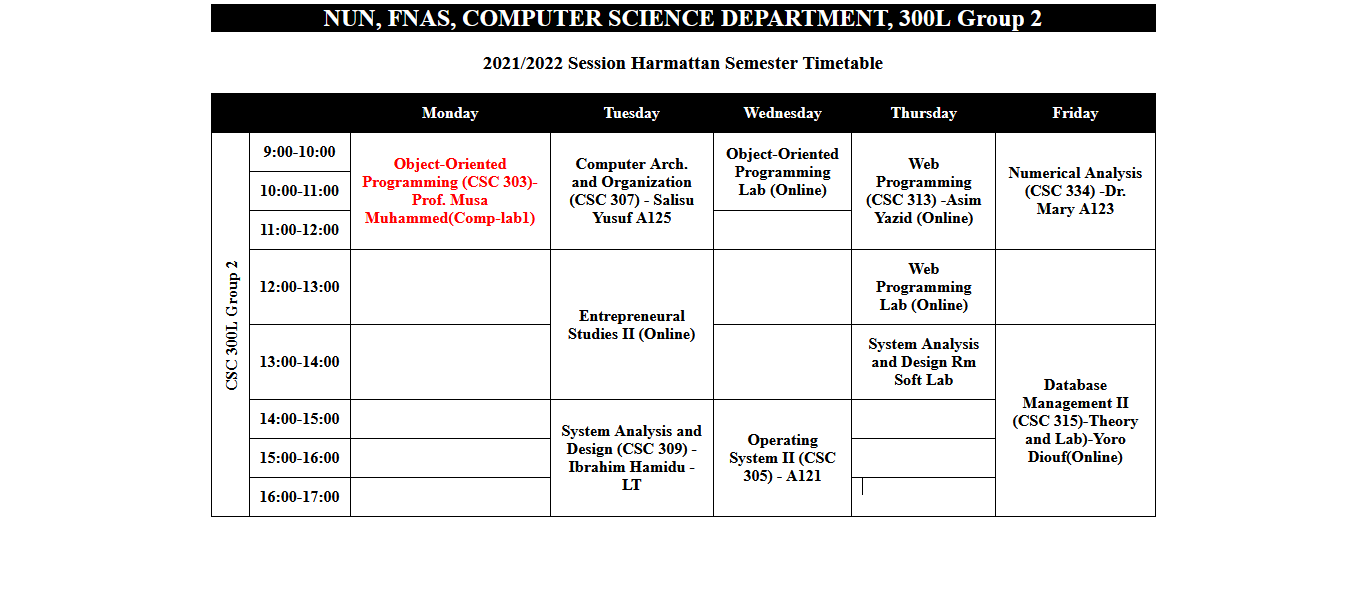 NUN, FNAS, COMPUTER SCIENCE DEPARTMENT, 300L Group 2
2021/2022 Session Harmattan Semester Timetable
Monday
Tuesday
Wednesday
Thursday
Friday
CSC 300L Group 2
9:00-10:00
10:00-11:00
11:00-12:00
12:00-13:00
13:00-14:00
14:00-15:00
15:00-16:00
16:00-17:00
Object-Oriented
Programming (CSC 303)-
Prof. Musa
Muhammed(Comp-lab1)
Computer Arch.
and Organization
(CSC 307) - Salisu
Yusuf A125
Entrepreneural
Studies II (Online)
System Analysis and
Design (CSC 309) -
Ibrahim Hamidu -
LT
Object-Oriented
Programming
Lab (Online)
Operating
System II (CSC
305) - A121
Web
Programming
(CSC 313) -Asim
Yazid (Online)
Web
Programming
Lab (Online)
System Analysis
and Design Rm
Soft Lab
Numerical Analysis
(CSC 334) -Dr.
Mary A123
Database
Management II
(CSC 315)-Theory
and Lab)-Yoro
Diouf(Online)